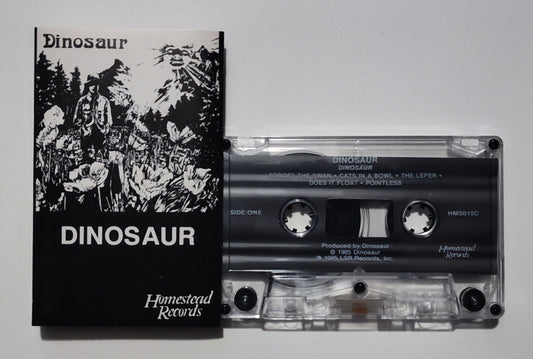 Dinosaur
DINOSAUR
Homestead
Records
DINOSAUR
DINOSAUR
FORGET THE SWAN • CATS IN A BOWL • THE LEPER •
DOES IT FLOAT • POINTLESS
SIDE ONE
HMS015C
Produced by Dinosaur
© 1985 Dinosaur
℗ 1985 LSR Records, Inc.
Homestead
Records